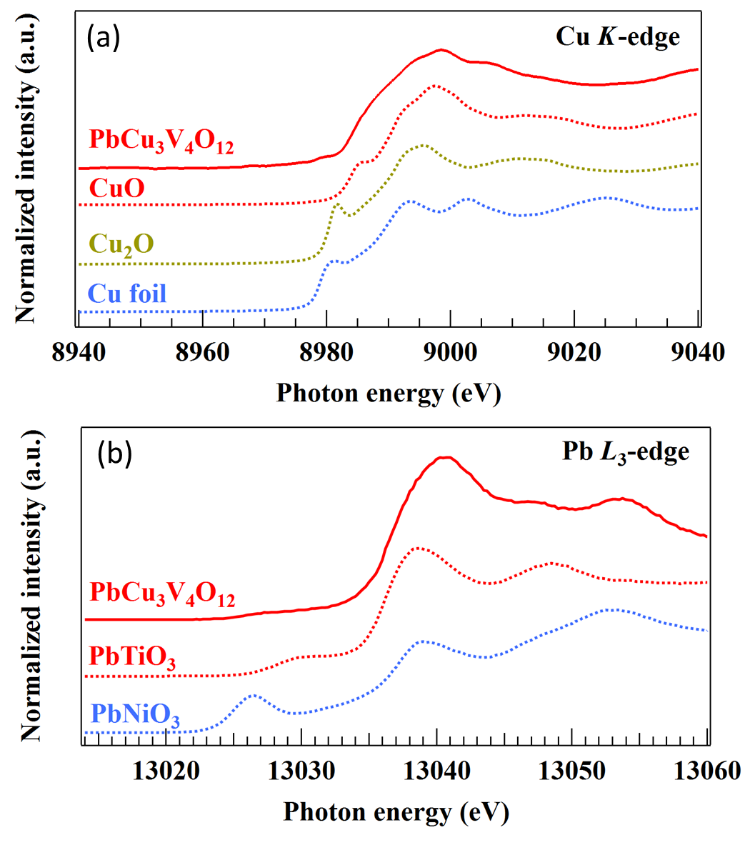 (a)
Cu K-edge
Normalized intensity (a.u.)
PbCu₃V₄O₁₂
CuO
Cu₂O
Cu foil
8940 8960 8980 9000 9020 9040
Photon energy (eV)
(b)
Pb L₃-edge
Normalized intensity (a.u.)
PbCu₃V₄O₁₂
PbTiO₃
PbNiO₃
13020 13030 13040 13050 13060
Photon energy (eV)